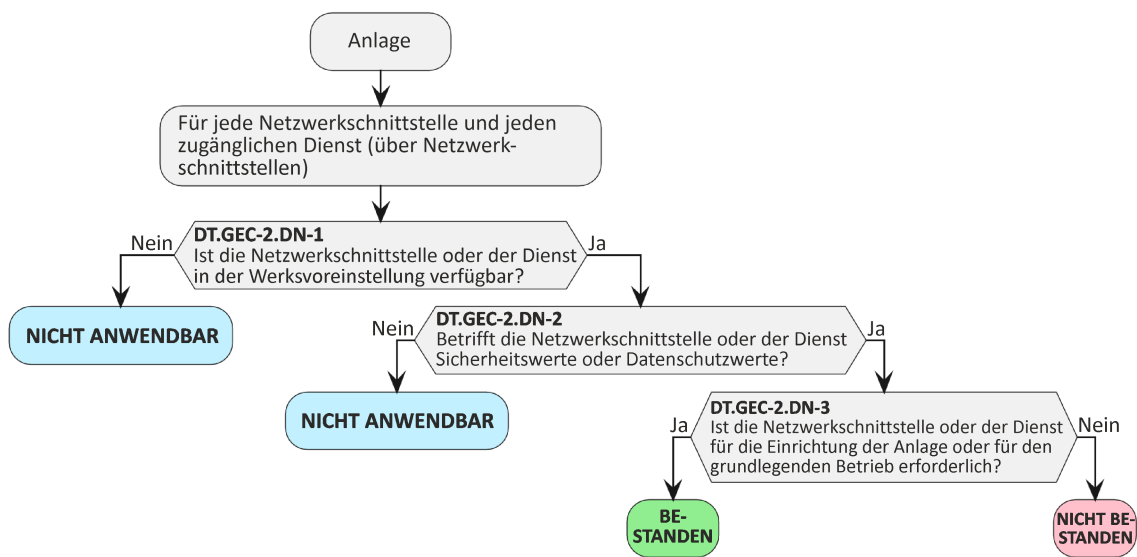 Anlage
Für jede Netzwerkschnittstelle und jeden
zugänglichen Dienst (über Netzwerk-
schnittstellen)
Nein
DT.GEC-2.DN-1
Ja
Ist die Netzwerkschnittstelle oder der Dienst
in der Werksvoreinstellung verfügbar?
NICHT ANWENDBAR
Nein
DT.GEC-2.DN-2
Ja
Betrifft die Netzwerkschnittstelle oder der Dienst
Sicherheitswerte oder Datenschutzwerte?
NICHT ANWENDBAR
Ja
DT.GEC-2.DN-3
Nein
Ist die Netzwerkschnittstelle oder der Dienst
für die Einrichtung der Anlage oder für den
grundlegenden Betrieb erforderlich?
BE-
STANDEN
NICHT BE-
STANDEN